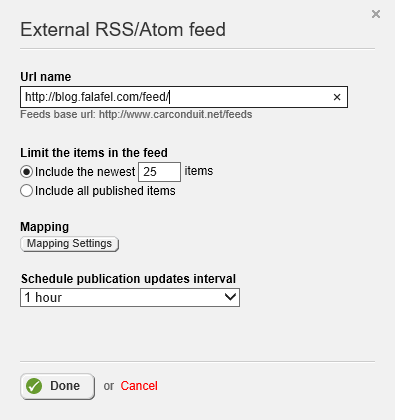 External RSS/Atom feed
Url name
http://blog.falafel.com/feed/
Feeds base url: http://www.carconduit.net/feeds
Limit the items in the feed
Include the newest 25 items
Include all published items
Mapping
Mapping Settings
Schedule publication updates interval
1 hour
Done or Cancel